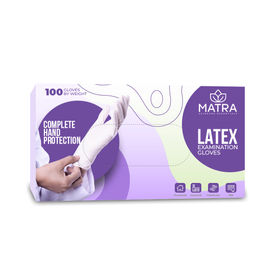 100 GLOVES
BY WEIGHT
COMPLETE
HAND
PROTECTION
MATRA
LATEX
EXAMINATION
GLOVES